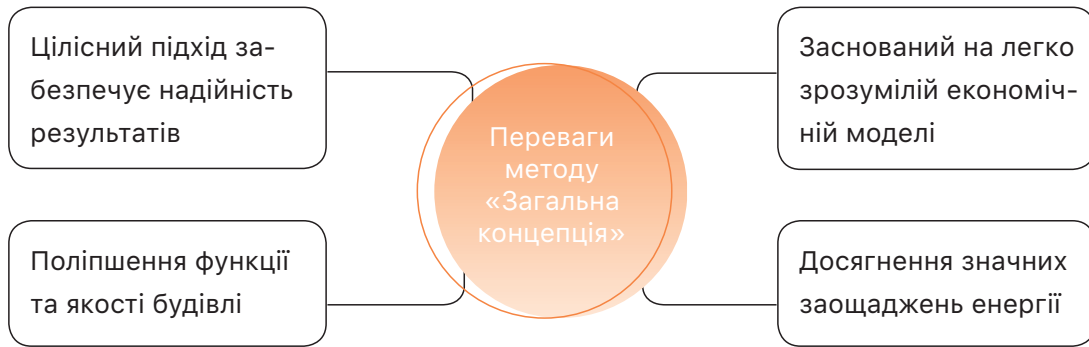 Цілісний підхід за-
безпечує надійність
результатів
Заснований на легко
зрозумілій економіч-
ній моделі
Переваги
методу
«Загальна
концепція»
Поліпшення функції
та якості будівлі
Досягнення значних
заощаджень енергії